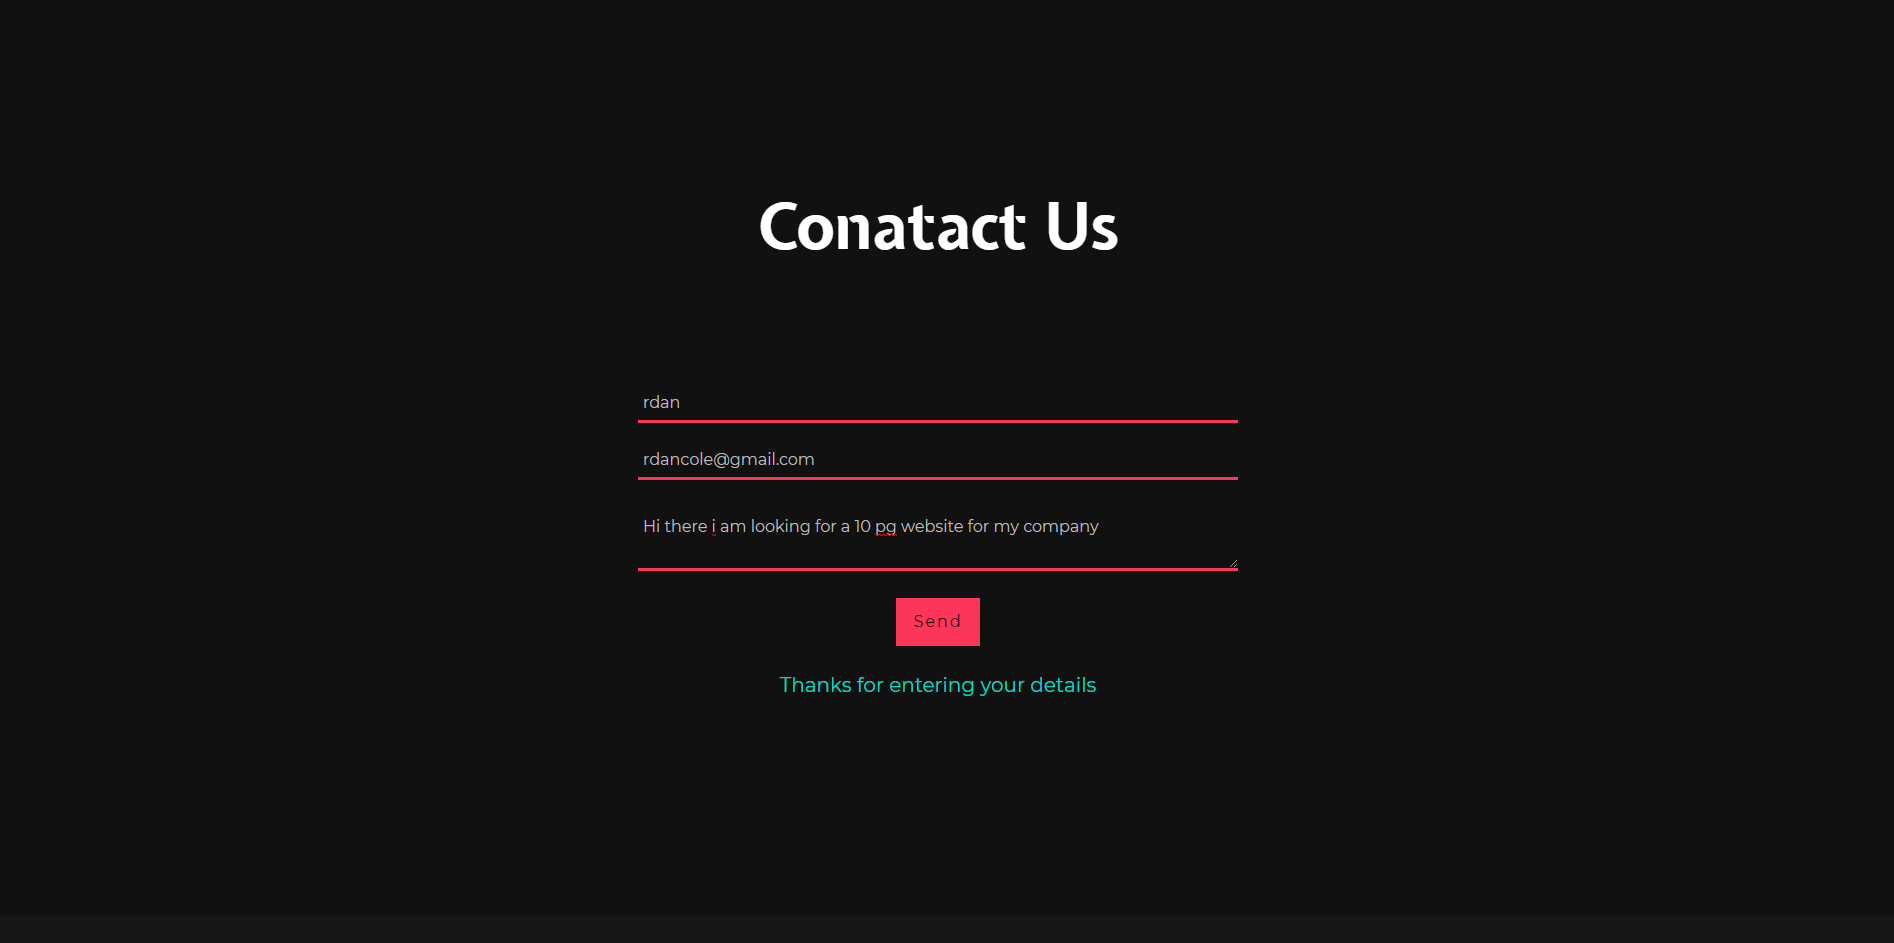 Conatact Us
rdan
rdancole@gmail.com
Hi there i am looking for a 10 pg website for my company
Send
Thanks for entering your details